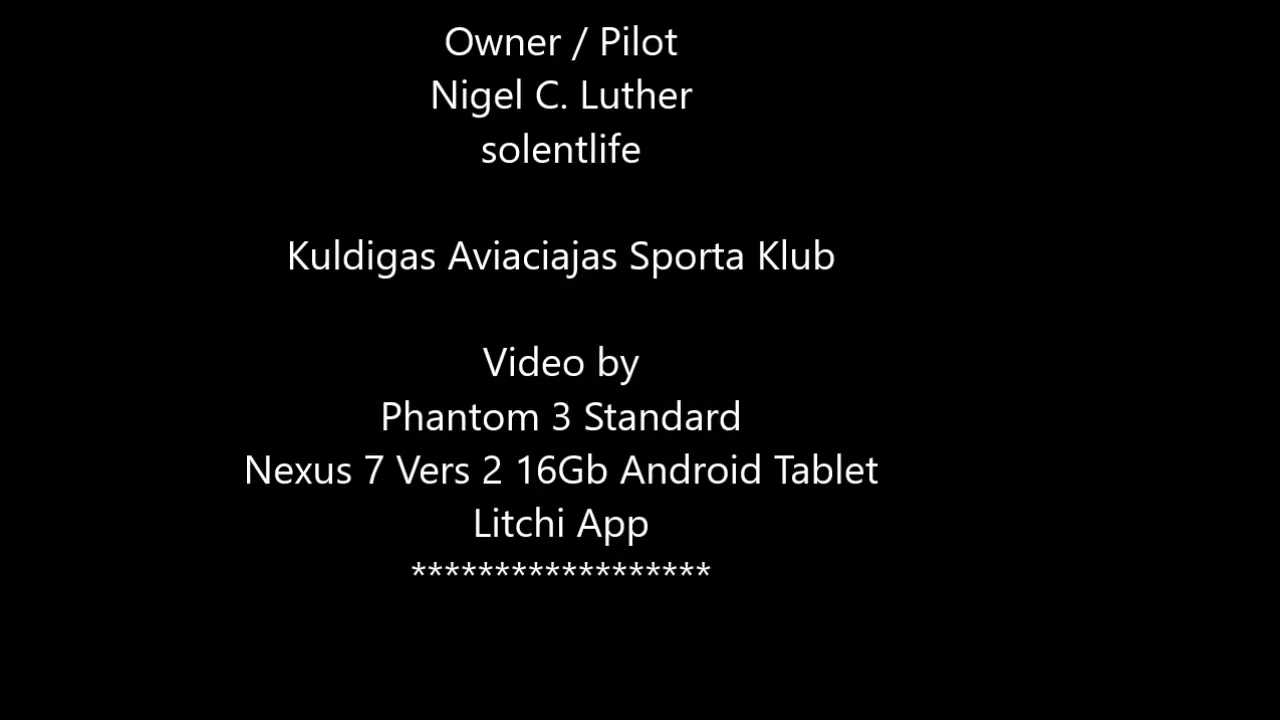 Owner / Pilot
Nigel C. Luther
solentlife
Kuldigas Aviaciajas Sporta Klub
Video by
Phantom 3 Standard
Nexus 7 Vers 2 16Gb Android Tablet
Litchi App
******************